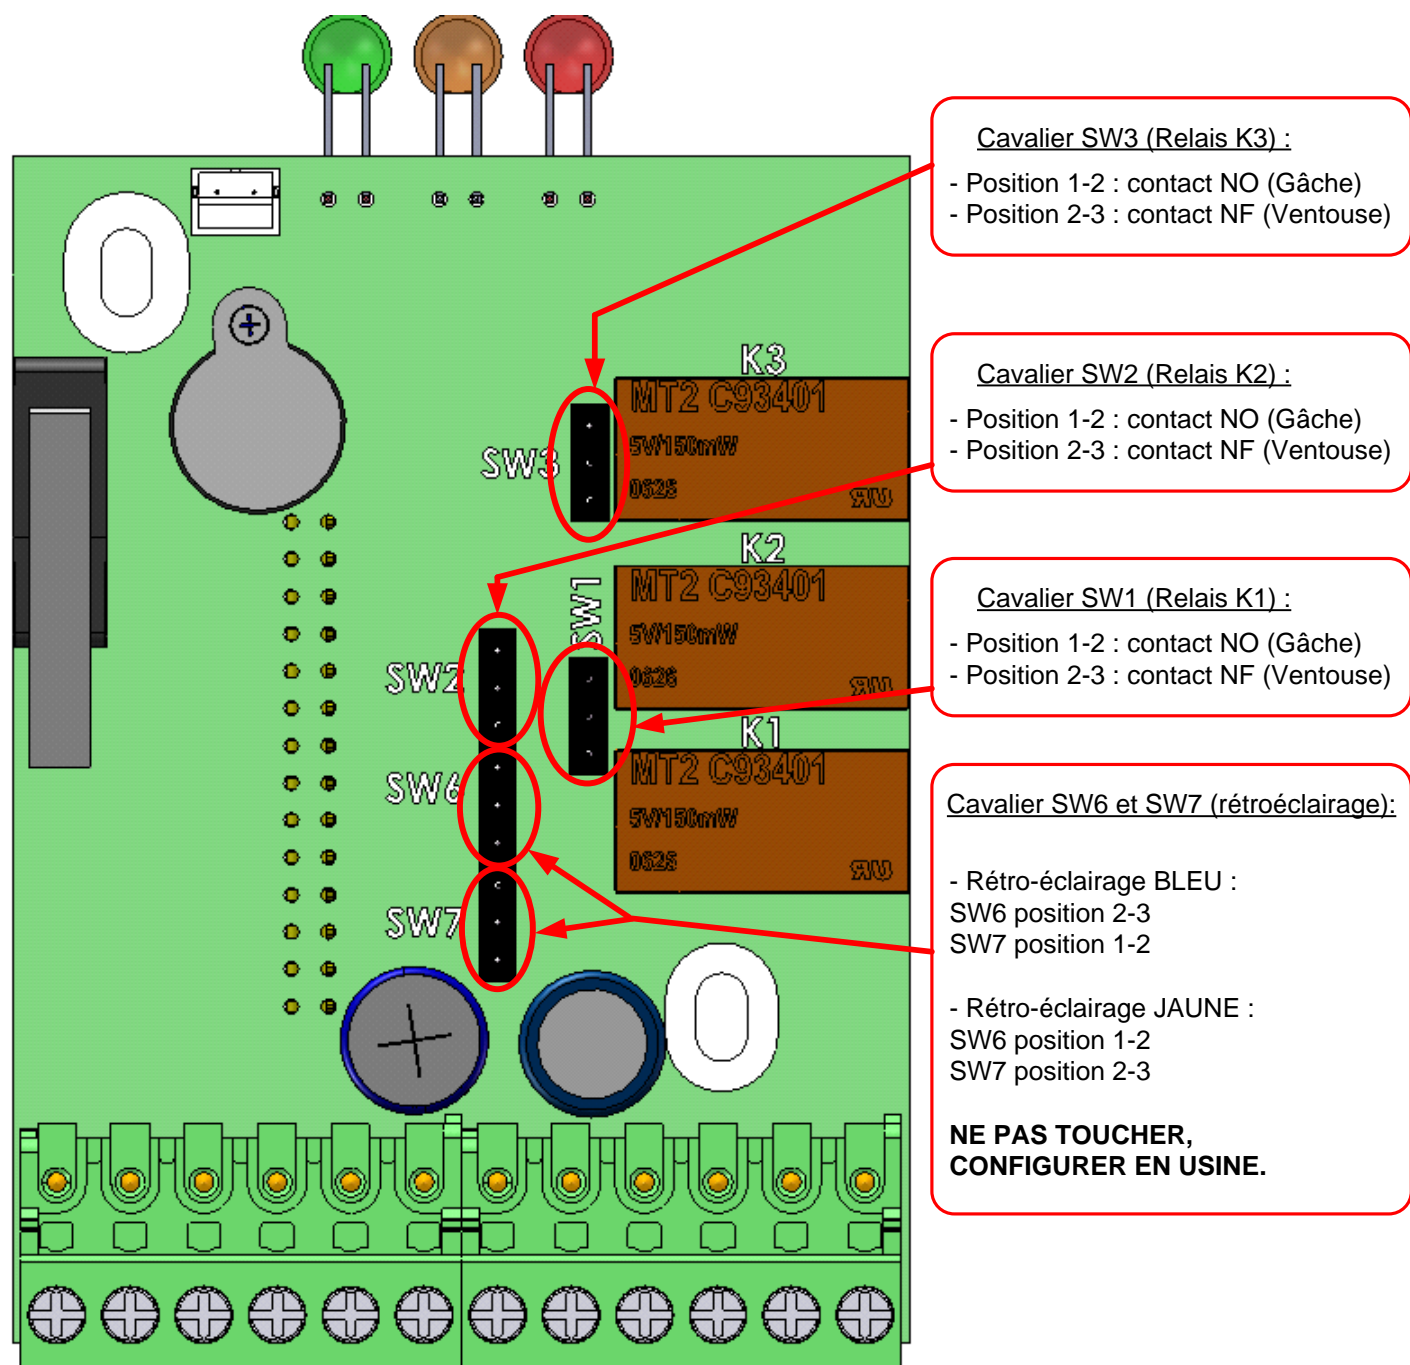 Cavalier SW3 (Relais K3) :
- Position 1-2 : contact NO (Gâche)
- Position 2-3 : contact NF (Ventouse)
K3
MT2 C93401
5V/150mW
0626
SW3
Cavalier SW2 (Relais K2) :
- Position 1-2 : contact NO (Gâche)
- Position 2-3 : contact NF (Ventouse)
K2
MT2 C93401
5V/150mW
0626
SW1
SW2
Cavalier SW1 (Relais K1) :
- Position 1-2 : contact NO (Gâche)
- Position 2-3 : contact NF (Ventouse)
K1
MT2 C93401
5V/150mW
0626
SW6
SW7
Cavalier SW6 et SW7 (rétroéclairage):
- Rétro-éclairage BLEU :
SW6 position 2-3
SW7 position 1-2
- Rétro-éclairage JAUNE :
SW6 position 1-2
SW7 position 2-3
NE PAS TOUCHER,
CONFIGURER EN USINE.